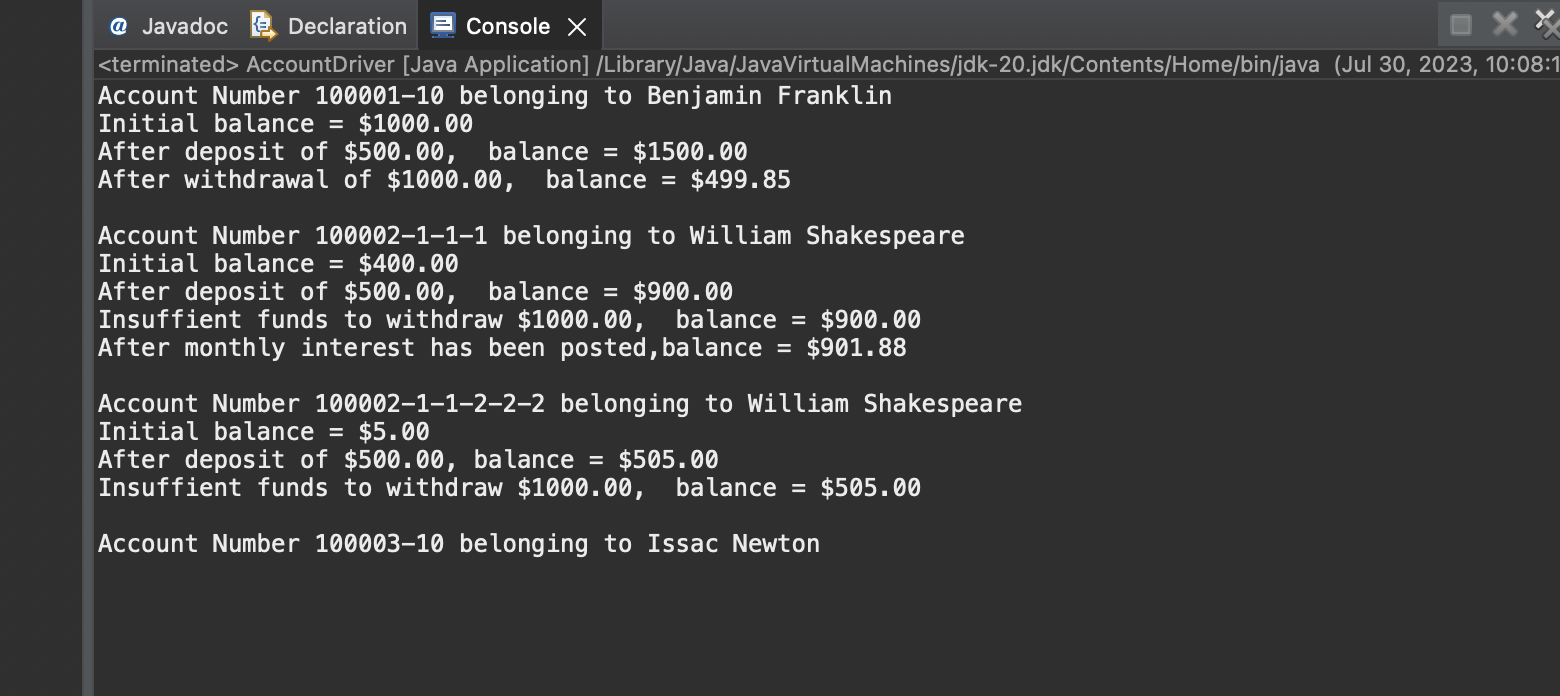 @ Javadoc Declaration Console
<terminated> AccountDriver [Java Application] /Library/Java/JavaVirtualMachines/jdk-20.jdk/Contents/Home/bin/java (Jul 30, 2023, 10:08:1
Account Number 100001-10 belonging to Benjamin Franklin
Initial balance = $1000.00
After deposit of $500.00,  balance = $1500.00
After withdrawal of $1000.00,  balance = $499.85
Account Number 100002-1-1-1 belonging to William Shakespeare
Initial balance = $400.00
After deposit of $500.00,  balance = $900.00
Insuffient funds to withdraw $1000.00,  balance = $900.00
After monthly interest has been posted,balance = $901.88
Account Number 100002-1-1-2-2-2 belonging to William Shakespeare
Initial balance = $5.00
After deposit of $500.00, balance = $505.00
Insuffient funds to withdraw $1000.00,  balance = $505.00
Account Number 100003-10 belonging to Issac Newton